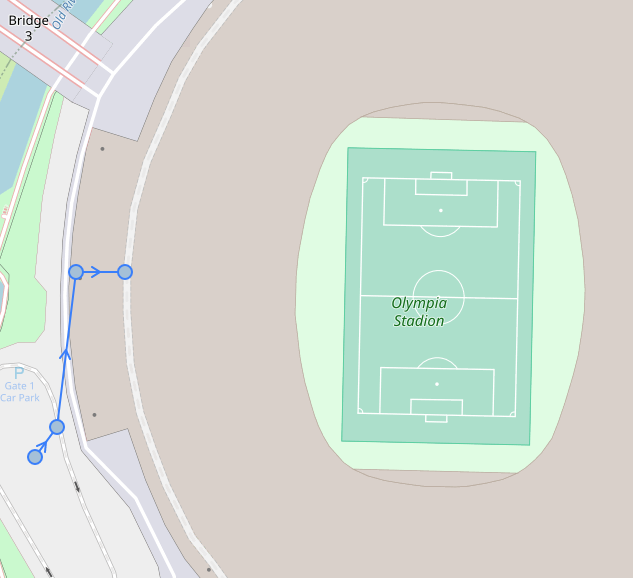 Bridge
3
Old Riv
Olympia
Stadion
P
Gate 1
Car Park